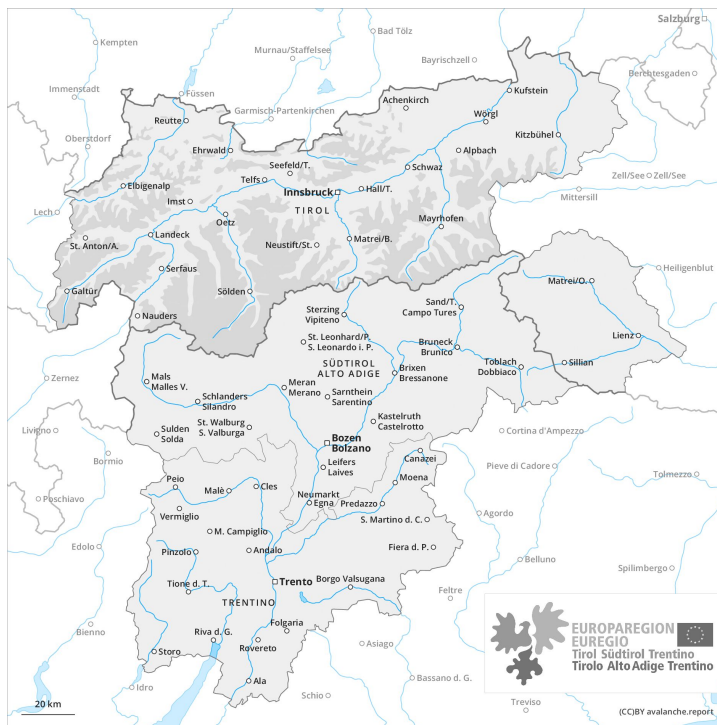 Salzburg
Kempten
Bad Tölz
Murnau/Staffelsee
Bayrischzell
Berchtesgaden
Immenstadt
Füssen
Garmisch-Partenkirchen
Achenkirch
Kufstein
Reutte
Wörgl
Oberstdorf
Kitzbühel
Ehrwald
Alpbach
Seefeld/T.
Schwaz
Telfs
Zell/See
Zell/See
Elbigenalp
Innsbruck
Hall/T.
Mittersill
Imst
TIROL
Lech
Oetz
Mayrhofen
Landeck
St. Anton/A.
Neustift/St.
Matrei/B.
Serfaus
Heiligenblut
Galtür
Sölden
Matrei/O.
Nauders
Sterzing
Vipiteno
Sand/T.
Campo Tures
Lienz
St. Leonhard/P.
S. Leonardo i. P.
Bruneck
Brunico
Toblach
Dobbiaco
Sillian
SÜDTIROL
ALTO ADIGE
Brixen
Bressanone
Zernez
Mals
Malles V.
Meran
Merano
Schlanders
Silandro
Sarnthein
Sarentino
Kastelruth
Castelrotto
St. Walburg
S. Valburga
Livigno
Sulden
Solda
Bozen
Bolzano
Cortina d'Ampezzo
Bormio
Canazei
Leifers
Laives
Pieve di Cadore
Tolmezzo
Moena
Peio
Malè
Cles
Neumarkt
Egna
Predazzo
Poschiavo
Vermiglio
S. Martino d. C.
Agordo
M. Campiglio
Edolo
Pinzolo
Andalo
Fiera d. P.
Belluno
Spilimbergo
Tione d. T.
Trento
Borgo Valsugana
Feltre
TRENTINO
Bienno
Folgaria
Riva d. G.
Rovereto
Asiago
Storo
Ala
Bassano d. G.
Idro
Schio
Treviso
EUROPAREGION
EUREGIO
Tirol Südtirol Trentino
Tirolo Alto Adige Trentino
20 km
(CC)BY avalanche.report